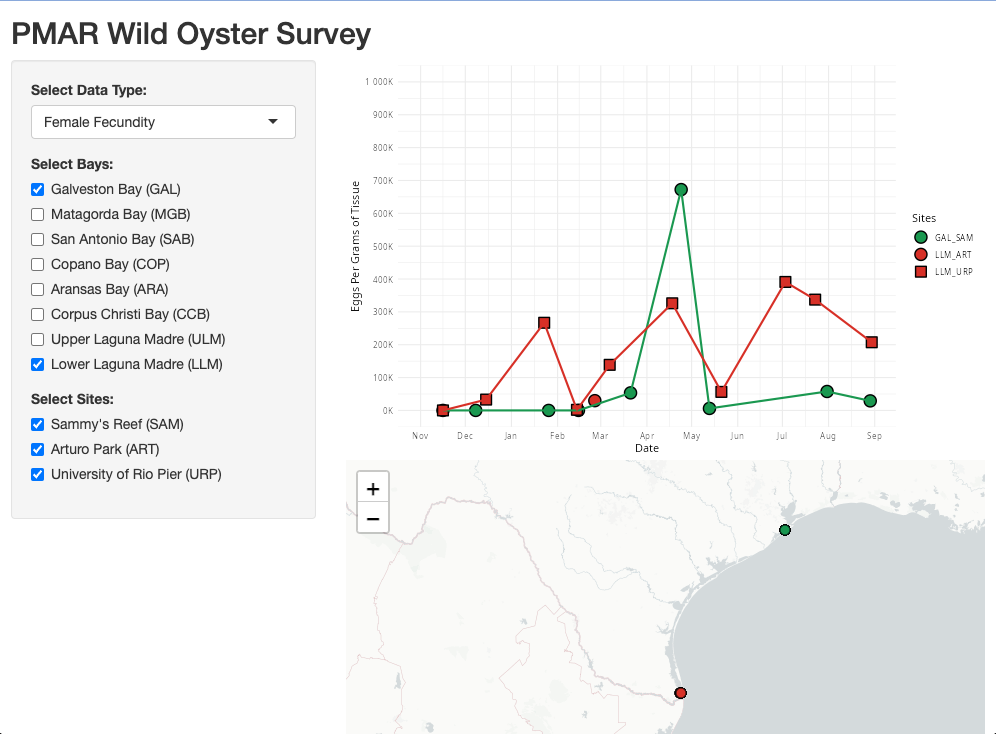 PMAR Wild Oyster Survey
Select Data Type:
Female Fecundity
Select Bays:
Galveston Bay (GAL)
Matagorda Bay (MGB)
San Antonio Bay (SAB)
Copano Bay (COP)
Aransas Bay (ARA)
Corpus Christi Bay (CCB)
Upper Laguna Madre (ULM)
Lower Laguna Madre (LLM)
Select Sites:
Sammy's Reef (SAM)
Arturo Park (ART)
University of Rio Pier (URP)
Eggs Per Grams of Tissue
1 000K
900K
800K
700K
600K
500K
400K
300K
200K
100K
0K
Nov Dec Jan Feb Mar Apr May Jun Jul Aug Sep
Date
Sites
GAL_SAM
LLM_ART
LLM_URP
+
−